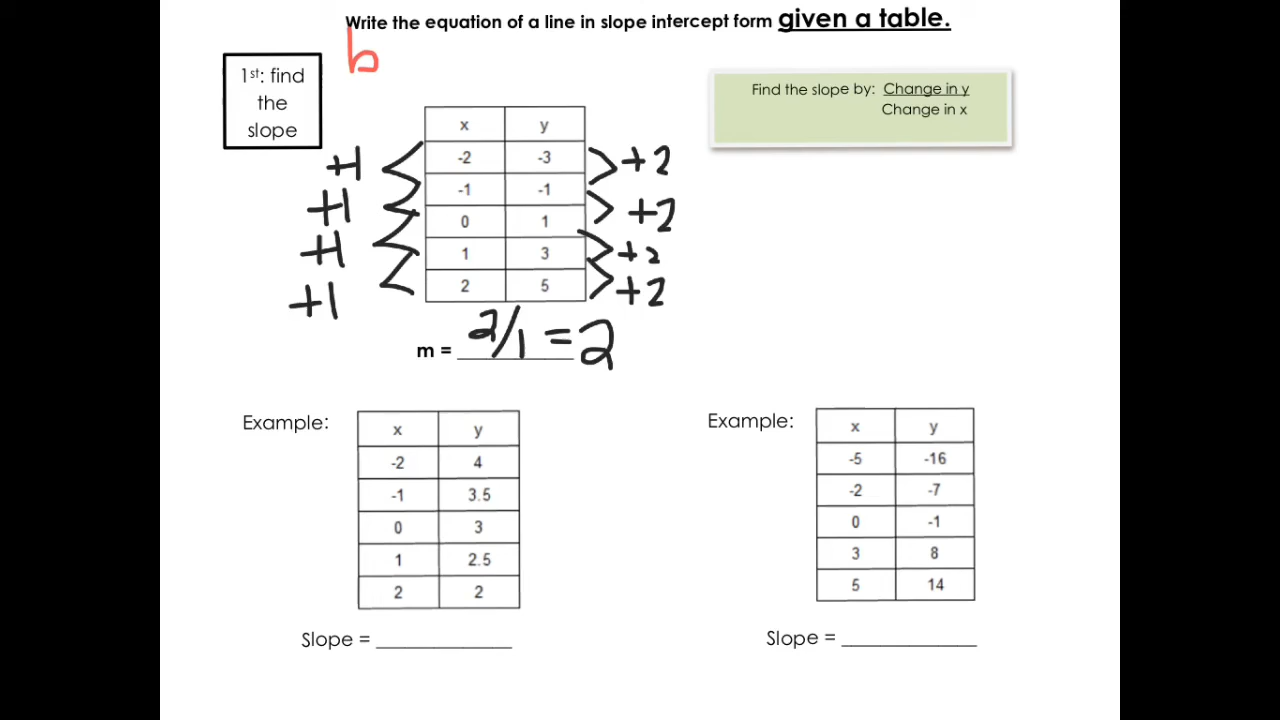 Write the equation of a line in slope intercept form given a table.
b
1st: find
the
slope
Find the slope by: Change in y
Change in x
x y
-2 -3
-1 -1
0 1
1 3
2 5
+1
+1
+1
+1
+2
+2
+2
+2
m = 2/1 = 2
Example:
x y
-2 4
-1 3.5
0 3
1 2.5
2 2
Slope = ____________
Example:
x y
-5 -16
-2 -7
0 -1
3 8
5 14
Slope = ____________